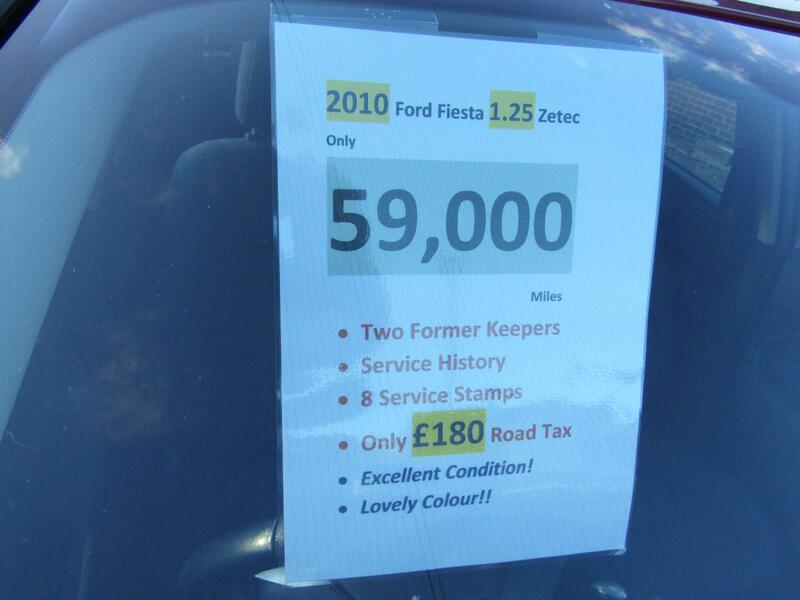 2010 Ford Fiesta 1.25 Zetec
Only
59,000
Miles
• Two Former Keepers
• Service History
• 8 Service Stamps
• Only £180 Road Tax
• Excellent Condition!
• Lovely Colour!!